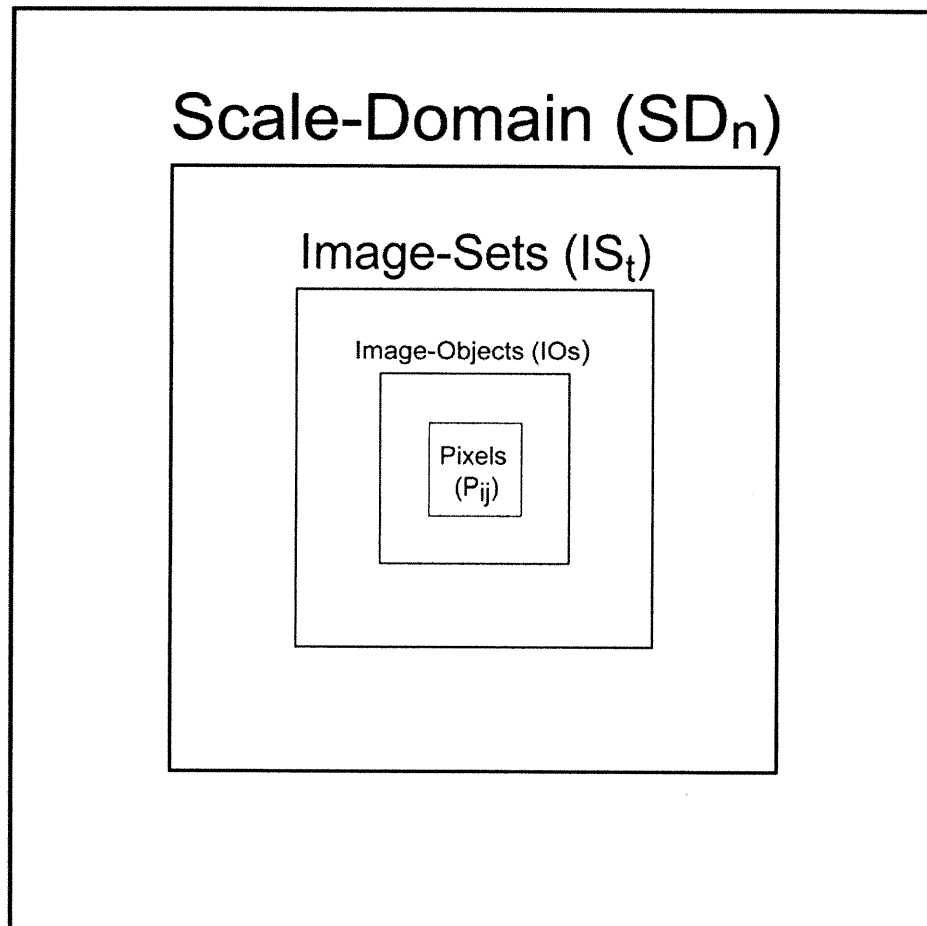 Scale-Domain (SDn)
Image-Sets (ISt)
Image-Objects (IOs)
Pixels
(Pij)